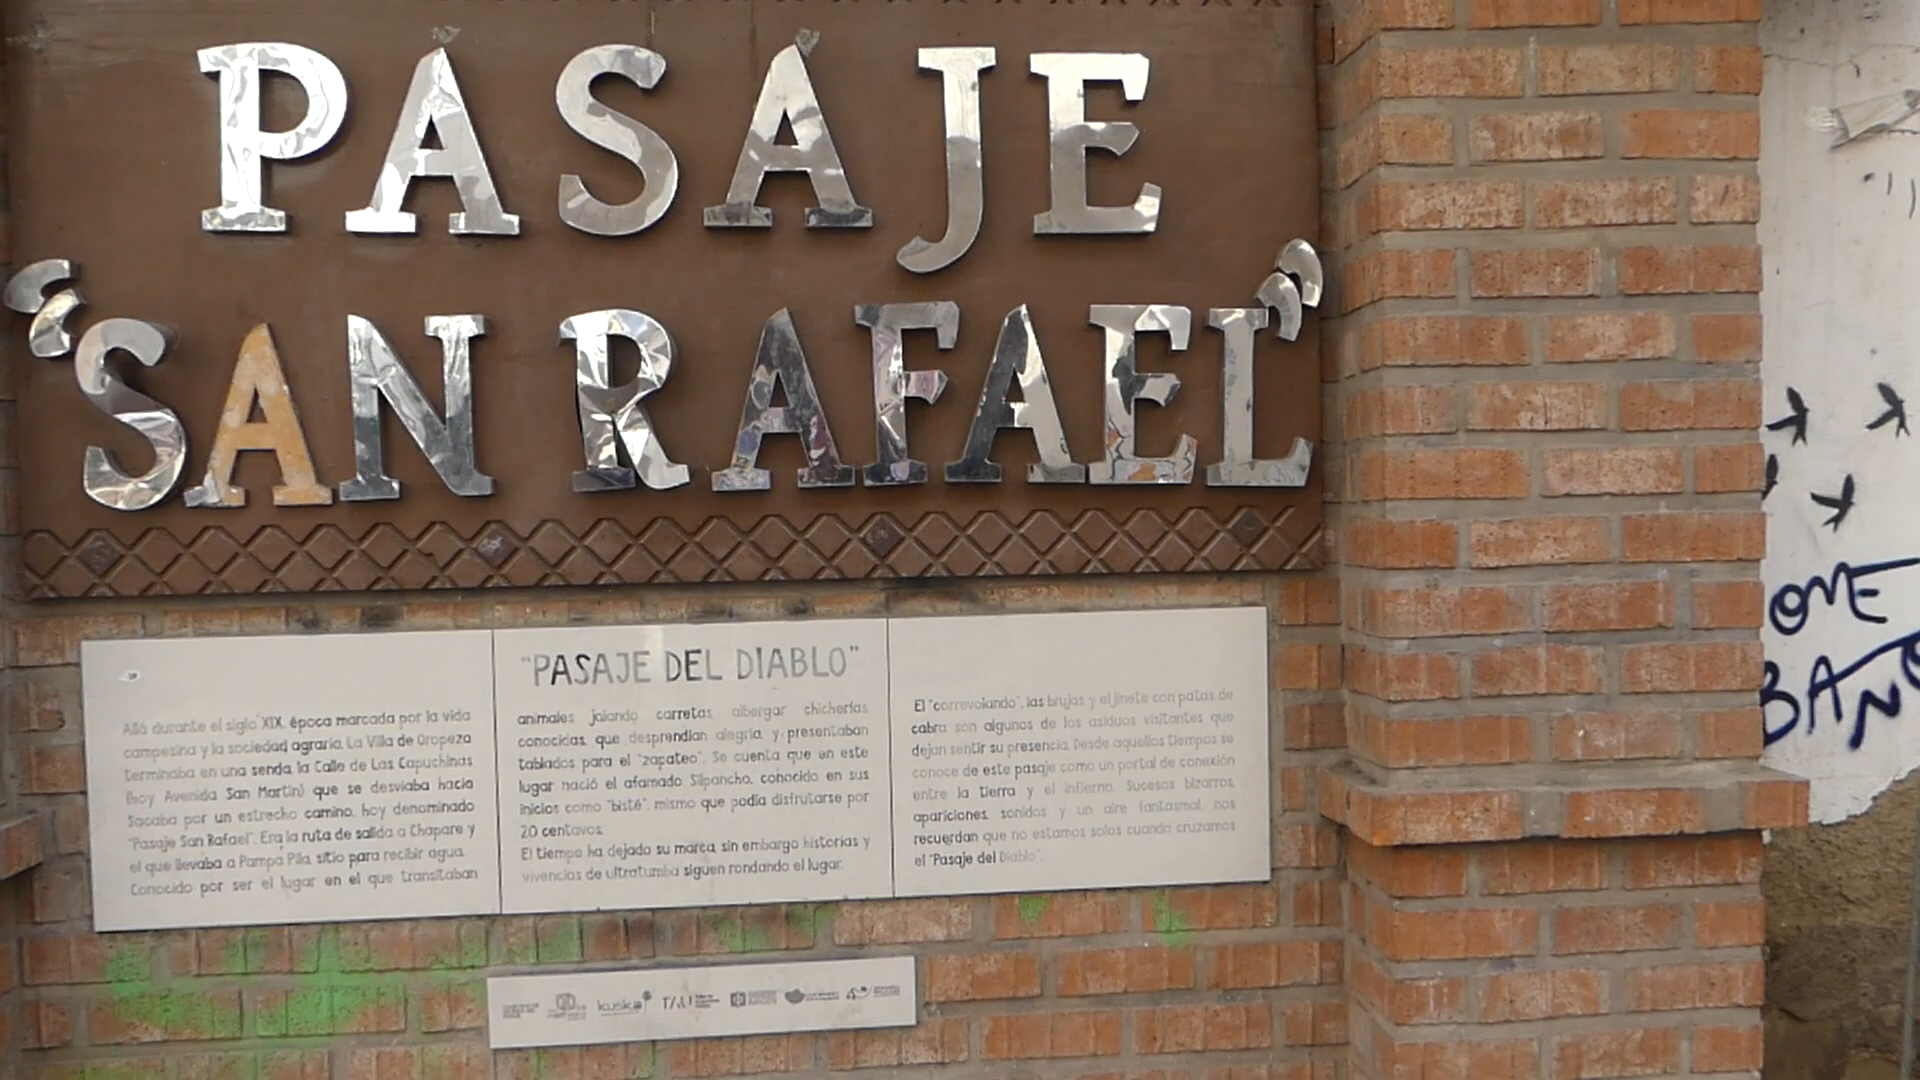 PASAJE
"SAN RAFAEL"
"PASAJE DEL DIABLO"
Allá durante el siglo XIX, época marcada por la vida
campesina y la sociedad agraria. La Villa de Oropeza
terminaba en una senda, la Calle de Las Capuchinas
(hoy Avenida San Martín) que se desviaba hacia
Sacaba por un estrecho camino, hoy denominado
"Pasaje San Rafael". Era la ruta de salida a Chapare y
el que llevaba a Pampa Pila, sitio para recibir agua.
Conocido por ser el lugar en el que transitaban
animales jalando carretas, albergar chicherías
conocidas, que desprendían alegría, y presentaban
tablados para el "zapateo". Se cuenta que en este
lugar nació el afamado Silpancho, conocido en sus
inicios como "bisté", mismo que podía disfrutarse por
20 centavos.
El tiempo ha dejado su marca, sin embargo historias y
vivencias de ultratumba siguen rondando el lugar.
El "correvolando", las brujas y el jinete con patas de
cabra son algunos de los asiduos visitantes que
dejan sentir su presencia. Desde aquellos tiempos se
conoce de este pasaje como un portal de conexión
entre la tierra y el infierno. Sucesos bizarros,
apariciones, sonidos y un aire fantasmal, nos
recuerdan que no estamos solos cuando cruzamos
el "Pasaje del Diablo".
kuska
TAU
OME
BANO